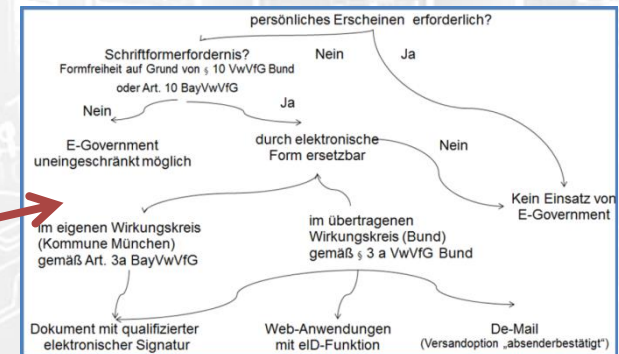 persönliches Erscheinen erforderlich?
Schriftformerfordernis?
Formfreiheit auf Grund von § 10 VwVfG Bund
oder Art. 10 BayVwVfG
Nein
Ja
Nein
Ja
E-Government
uneingeschränkt möglich
durch elektronische
Form ersetzbar
Nein
Kein Einsatz von
E-Government
im eigenen Wirkungskreis
(Kommune München)
gemäß Art. 3a BayVwVfG
im übertragenen
Wirkungskreis (Bund)
gemäß § 3 a VwVfG Bund
Dokument mit qualifizierter
elektronischer Signatur
Web-Anwendungen
mit eID-Funktion
De-Mail
(Versandoption „absenderbestätigt")